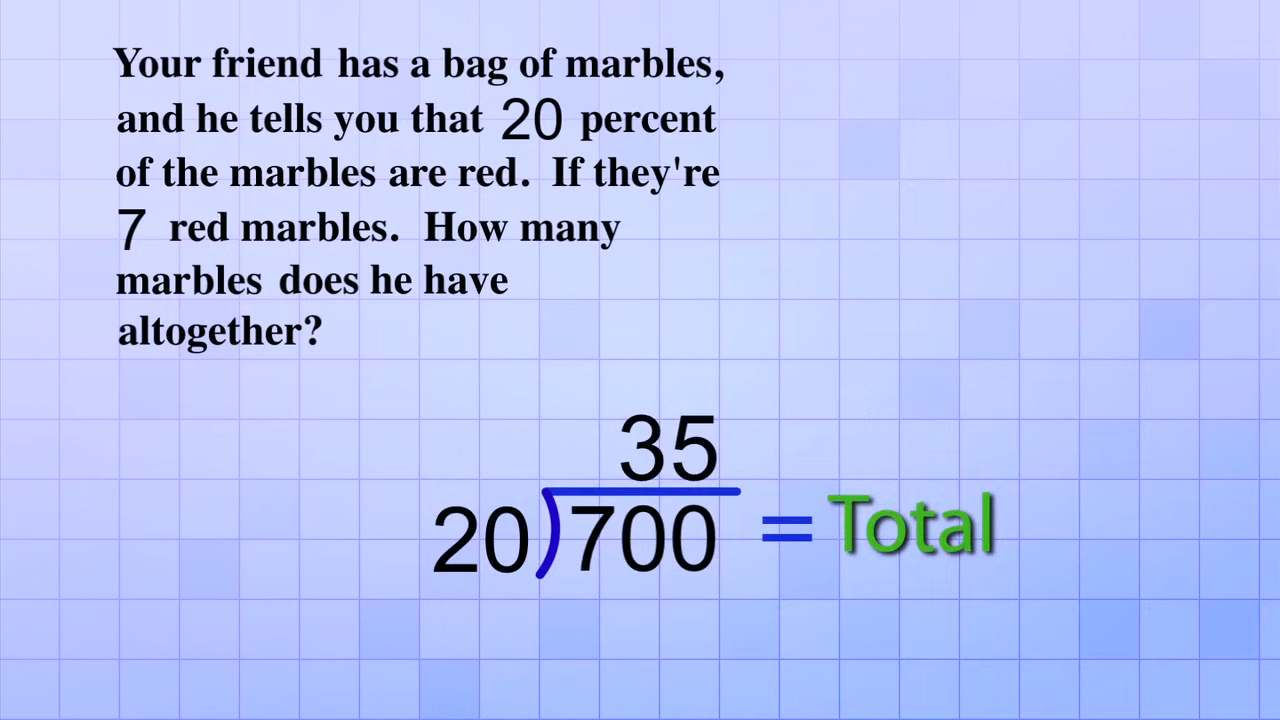 Your friend has a bag of marbles,
and he tells you that 20 percent
of the marbles are red. If they're
7 red marbles. How many
marbles does he have
altogether?
35
20)700 = Total